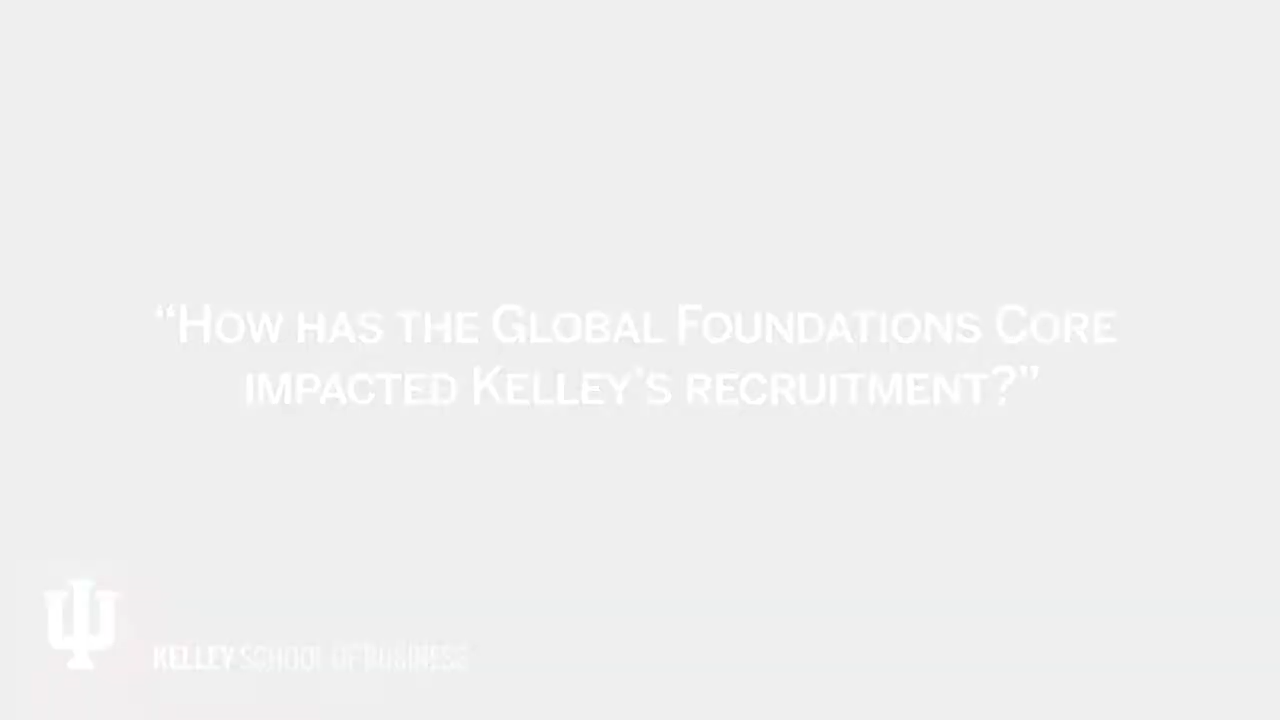 “How has the Global Foundations Core
impacted Kelley’s recruitment?”
KELLEY SCHOOL OF BUSINESS